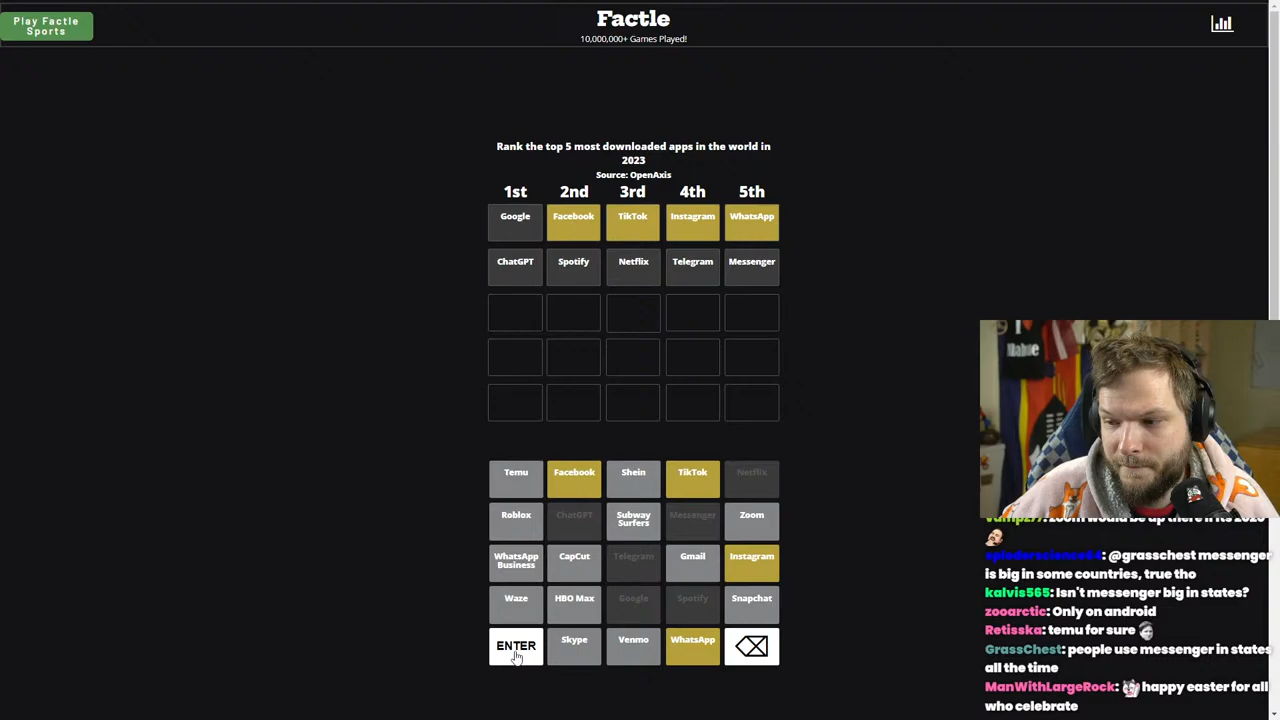 Play Factle
Sports
Factle
10,000,000+ Games Played!
Rank the top 5 most downloaded apps in the world in
2023
Source: OpenAxis
1st 2nd 3rd 4th 5th
Google Facebook TikTok Instagram WhatsApp
ChatGPT Spotify Netflix Telegram Messenger
Temu Facebook Shein TikTok Netflix
Roblox ChatGPT Subway Surfers Messenger Zoom
WhatsApp Business CapCut Telegram Gmail Instagram
Waze HBO Max Google Spotify Snapchat
ENTER Skype Venmo WhatsApp
@grasschest messenger
is big in some countries, true tho
kalvis565: Isn't messenger big in states?
zooarctic: Only on android
Retisska: temu for sure
GrassChest: people use messenger in states
all the time
ManWithLargeRock: happy easter for all
who celebrate